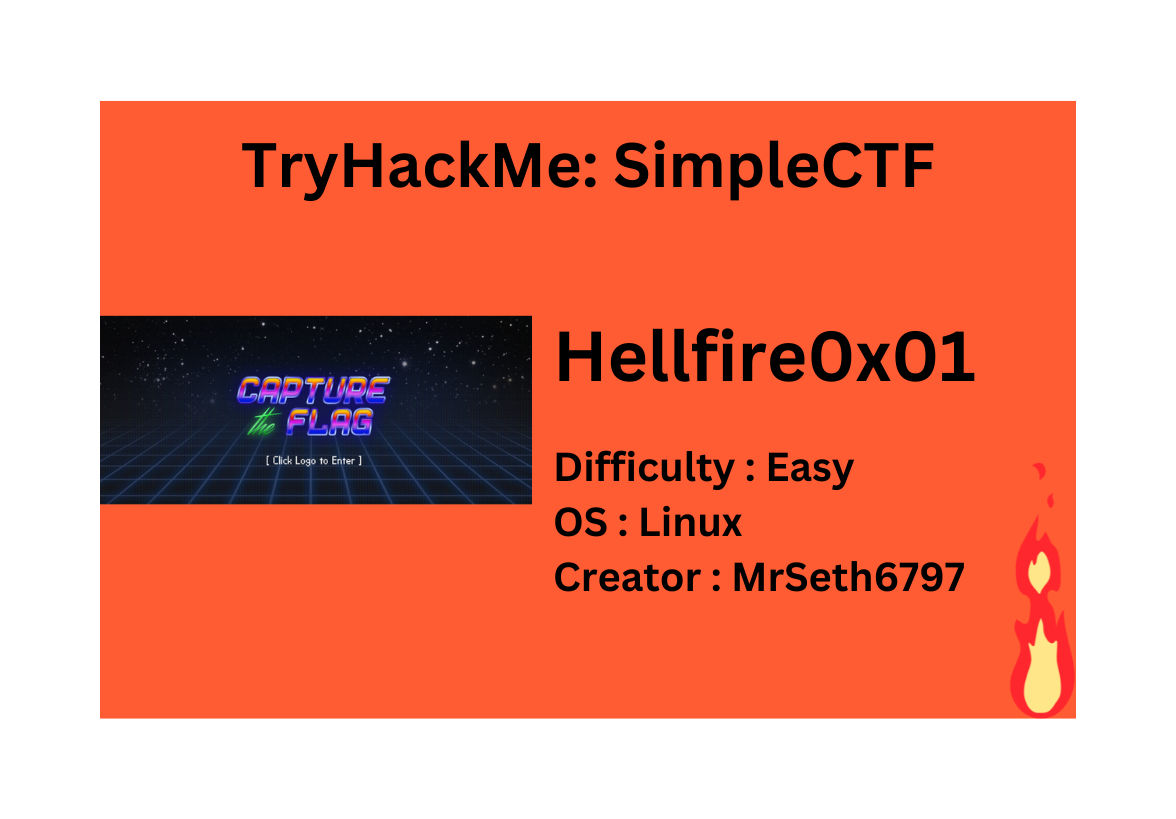 TryHackMe: SimpleCTF
CAPTURE
the FLAG
[ Click Logo to Enter ]
Hellfire0x01
Difficulty : Easy
OS : Linux
Creator : MrSeth6797